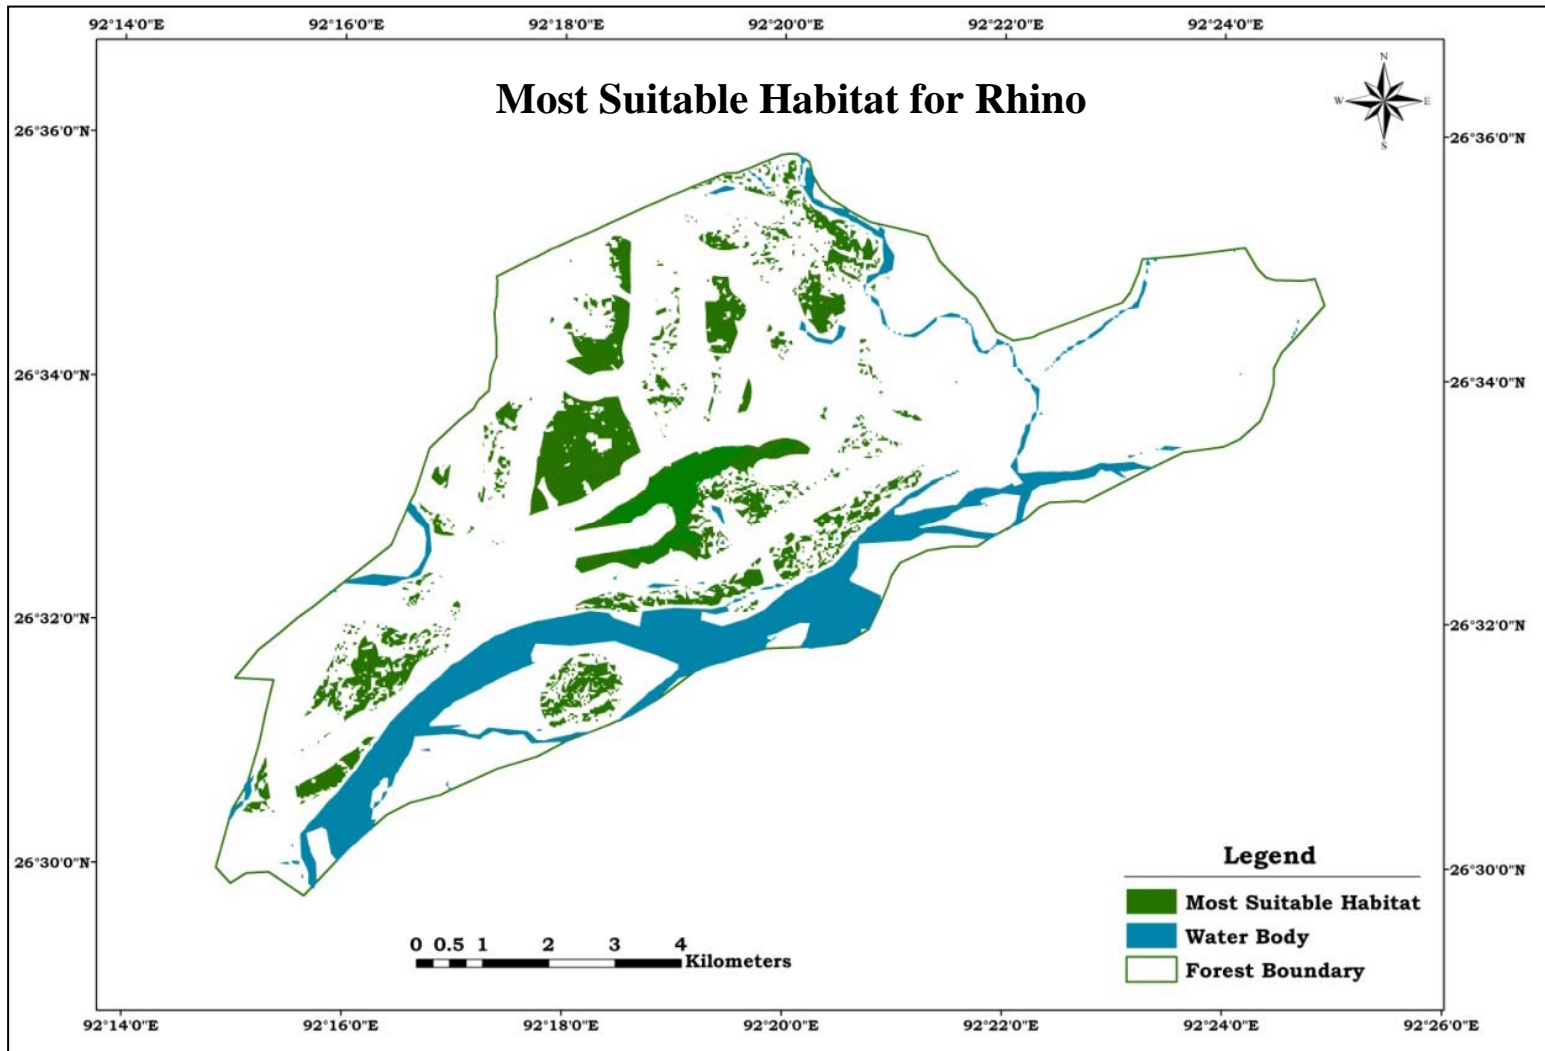 92°14'0"E 92°16'0"E 92°18'0"E 92°20'0"E 92°22'0"E 92°24'0"E
Most Suitable Habitat for Rhino
N
W E
S
26°36'0"N 26°36'0"N
26°34'0"N 26°34'0"N
26°32'0"N 26°32'0"N
26°30'0"N 26°30'0"N
Legend
Most Suitable Habitat
Water Body
Forest Boundary
0 0.5 1 2 3 4
Kilometers
92°14'0"E 92°16'0"E 92°18'0"E 92°20'0"E 92°22'0"E 92°24'0"E 92°26'0"E